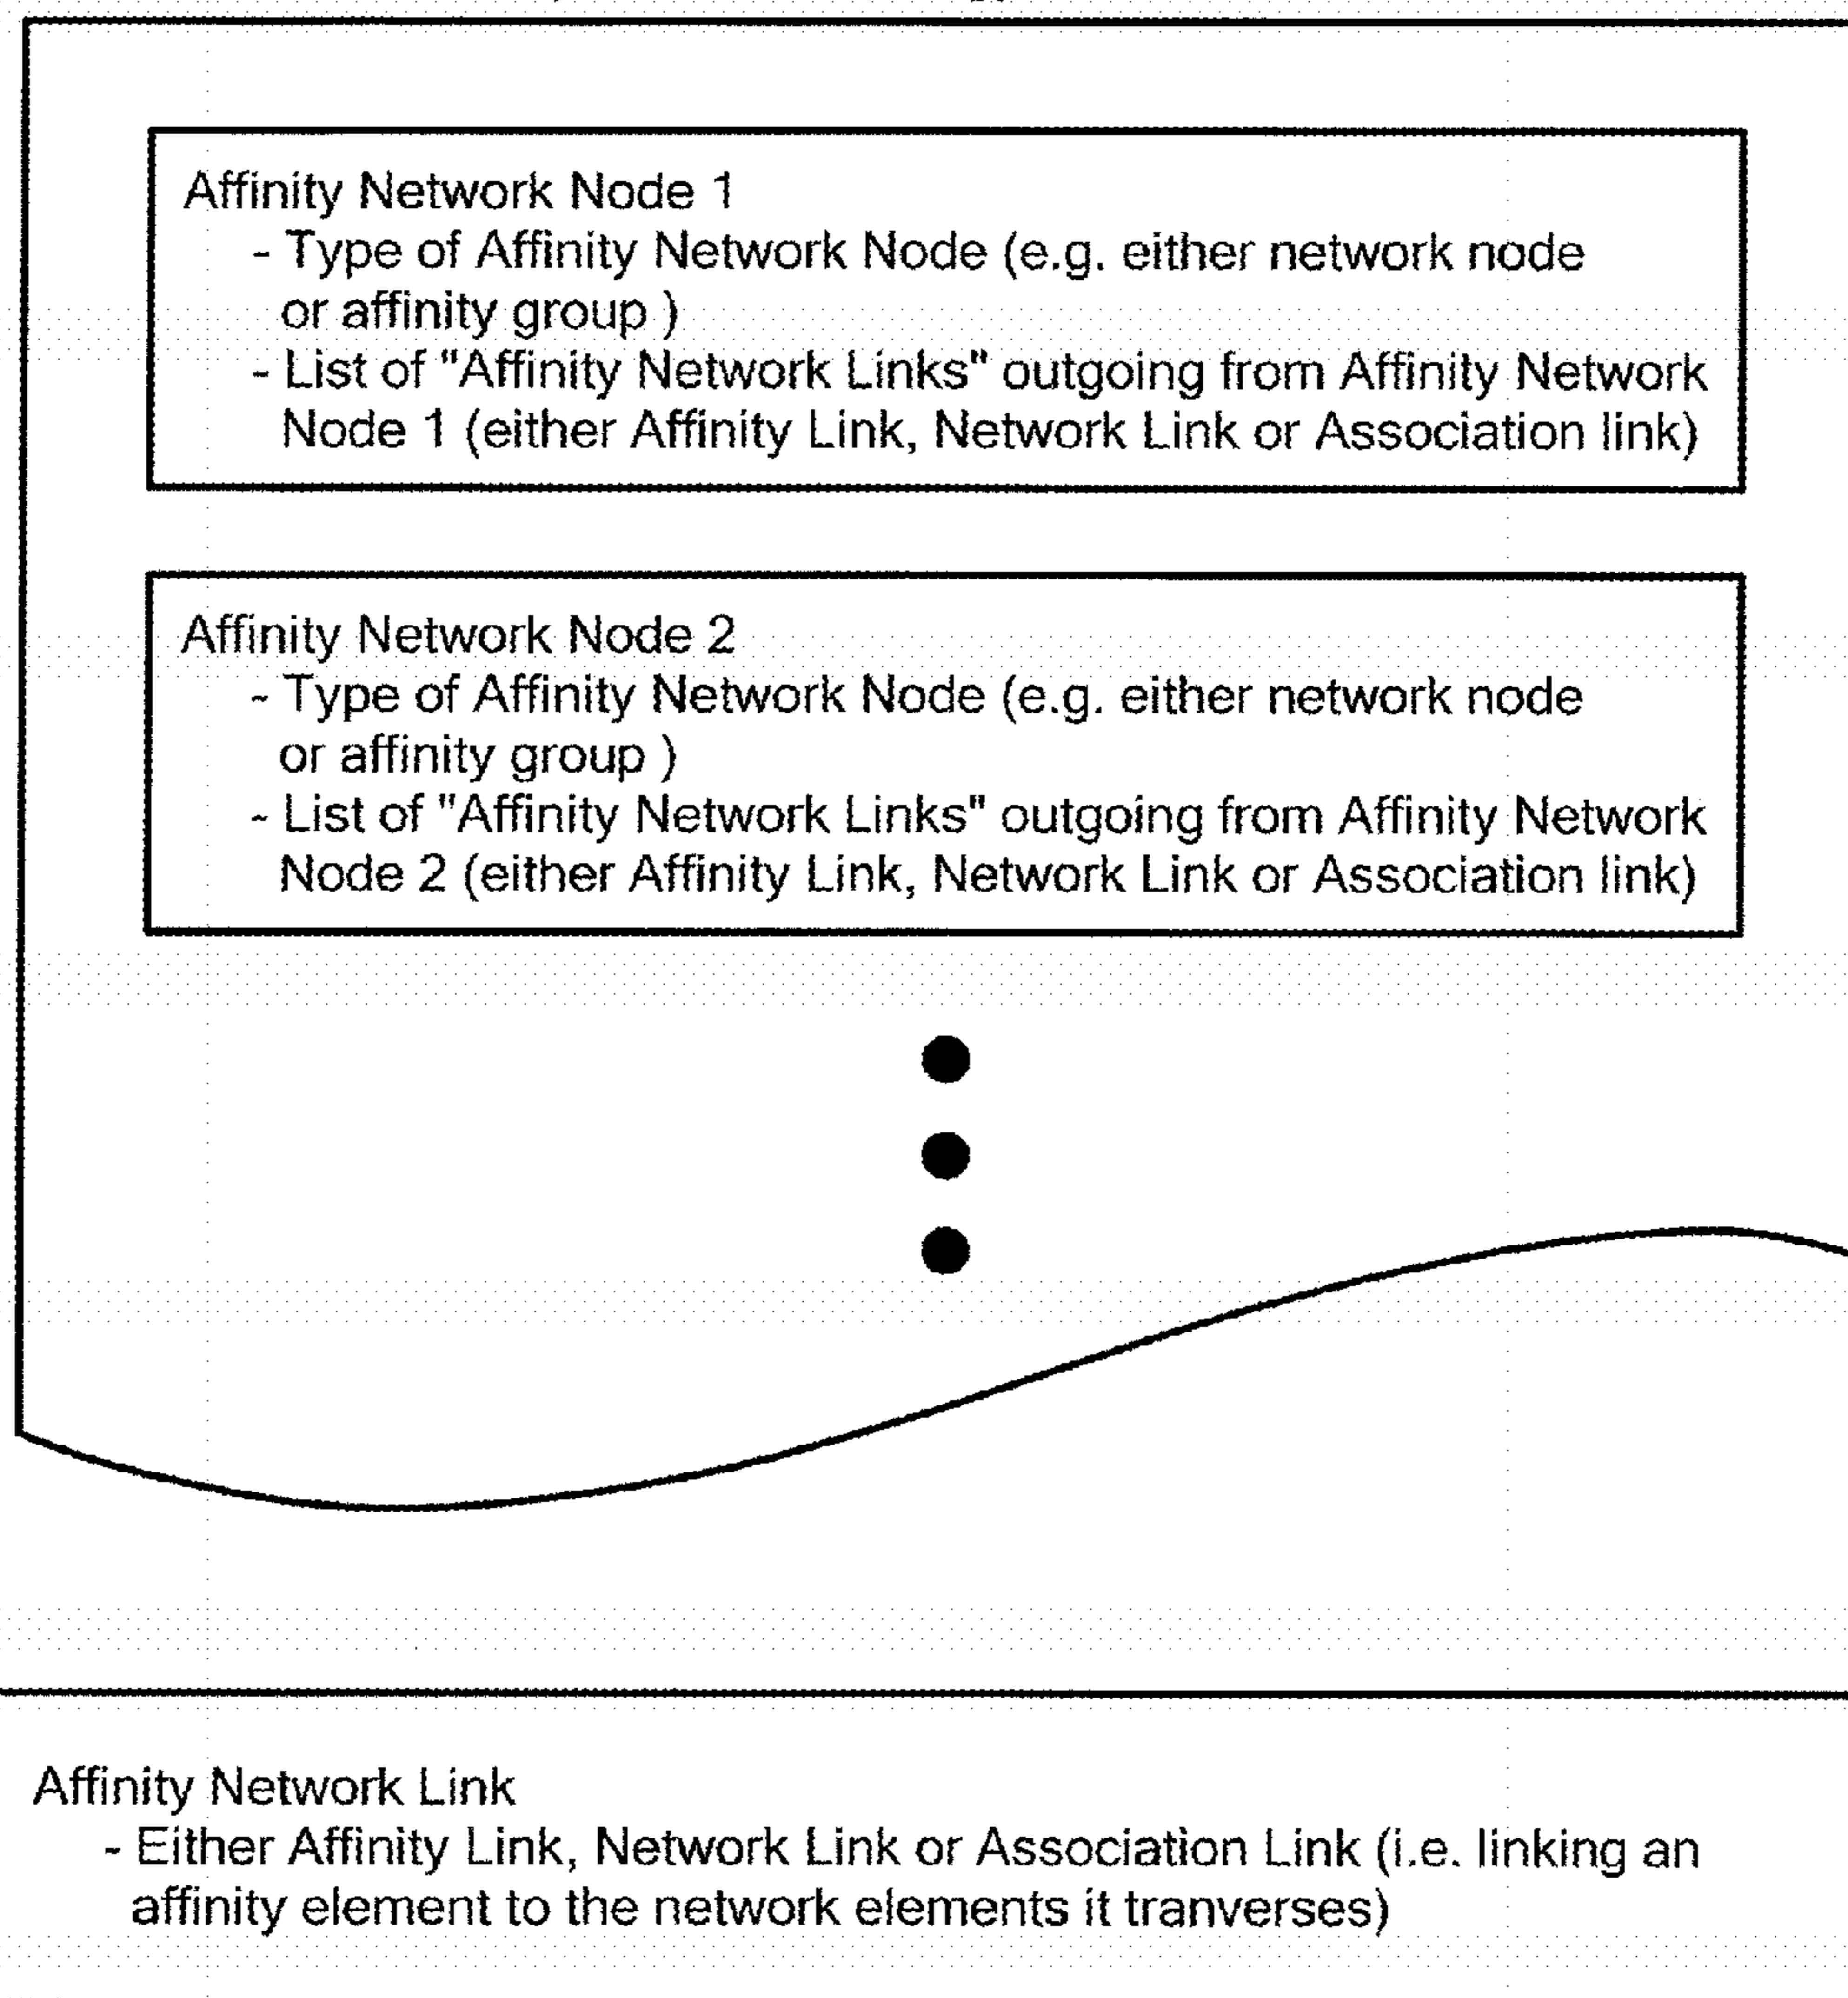 Affinity Network Node 1
- Type of Affinity Network Node (e.g. either network node
or affinity group )
- List of "Affinity Network Links" outgoing from Affinity Network
Node 1 (either Affinity Link, Network Link or Association link)
Affinity Network Node 2
- Type of Affinity Network Node (e.g. either network node
or affinity group )
- List of "Affinity Network Links" outgoing from Affinity Network
Node 2 (either Affinity Link, Network Link or Association link)
Affinity Network Link
- Either Affinity Link, Network Link or Association Link (i.e. linking an
affinity element to the network elements it tranverses)